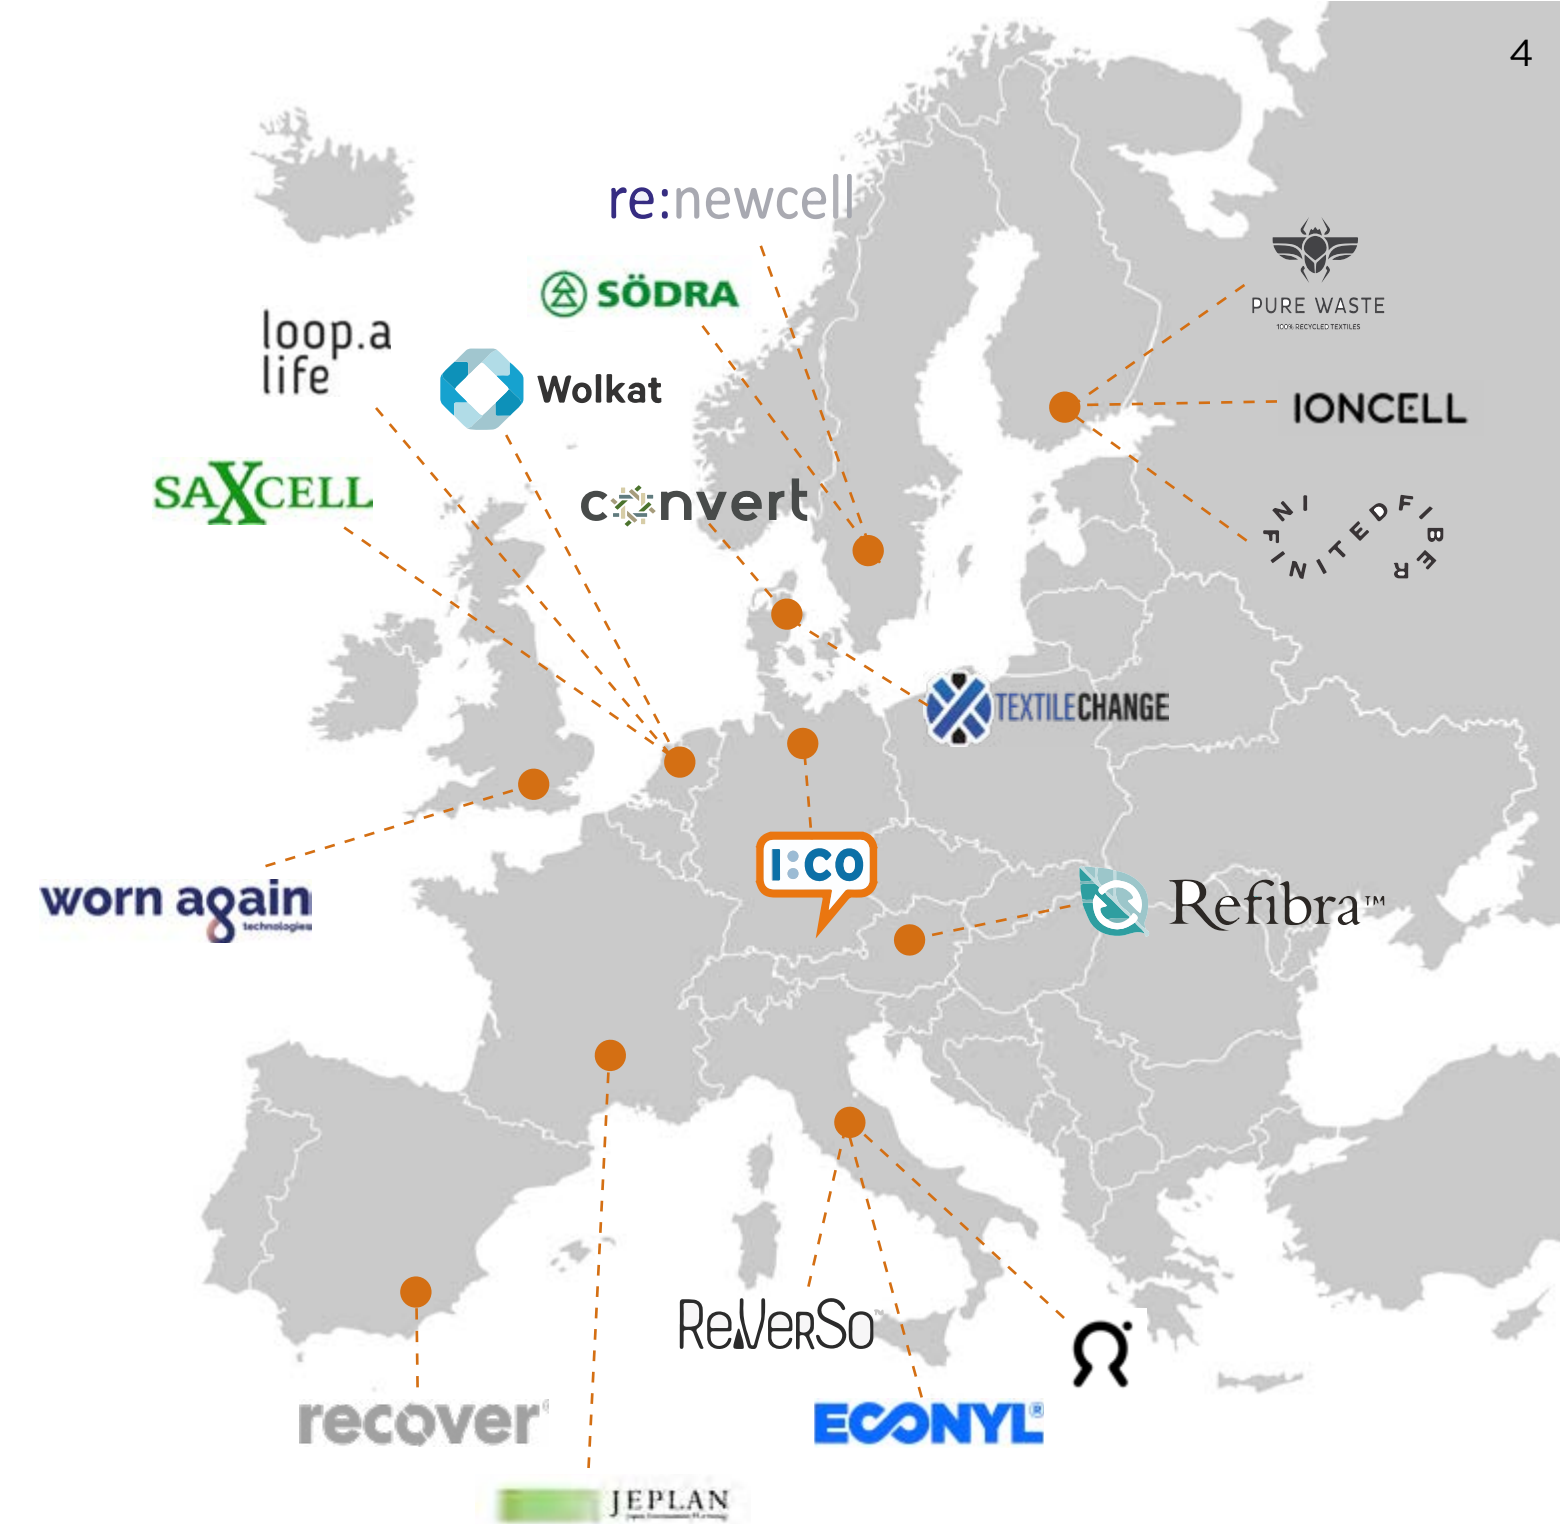 4
re:newcell
SÖDRA
PURE WASTE
100% RECYCLED TEXTILES
loop.a
life
Wolkat
IONCELL
SAXCELL
convert
INFINITED FIBER
TEXTILECHANGE
I:CO
worn again
technologies
Refibra™
ReVerSo™
recover®
ECONYL®
JEPLAN